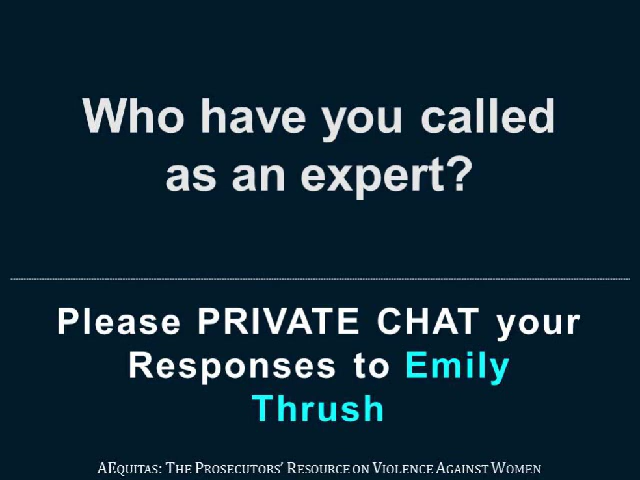 Who have you called
as an expert?
Please PRIVATE CHAT your
Responses to Emily
Thrush
AEquitas: The Prosecutors' Resource on Violence Against Women